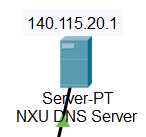 140.115.20.1
Server-PT
NXU DNS Server